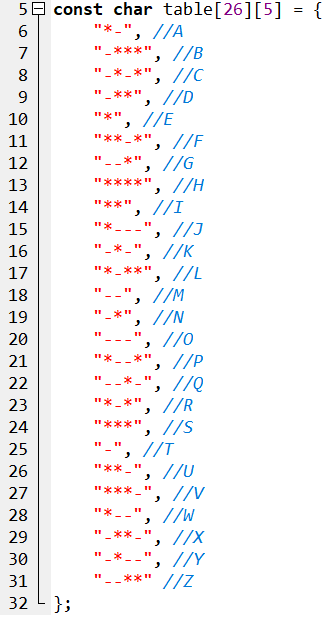 5 const char table[26][5] = {
6 "*-", //A
7 "-***", //B
8 "-*-*", //C
9 "-**", //D
10 "*", //E
11 "**-*", //F
12 "--*", //G
13 "****", //H
14 "**", //I
15 "*---", //J
16 "-*-", //K
17 "*-**", //L
18 "--", //M
19 "-*", //N
20 "---", //O
21 "*--*", //P
22 "--*-", //Q
23 "*-*", //R
24 "***", //S
25 "-", //T
26 "**-", //U
27 "***-", //V
28 "*--", //W
29 "-**-", //X
30 "-*--", //Y
31 "--**" //Z
32 };